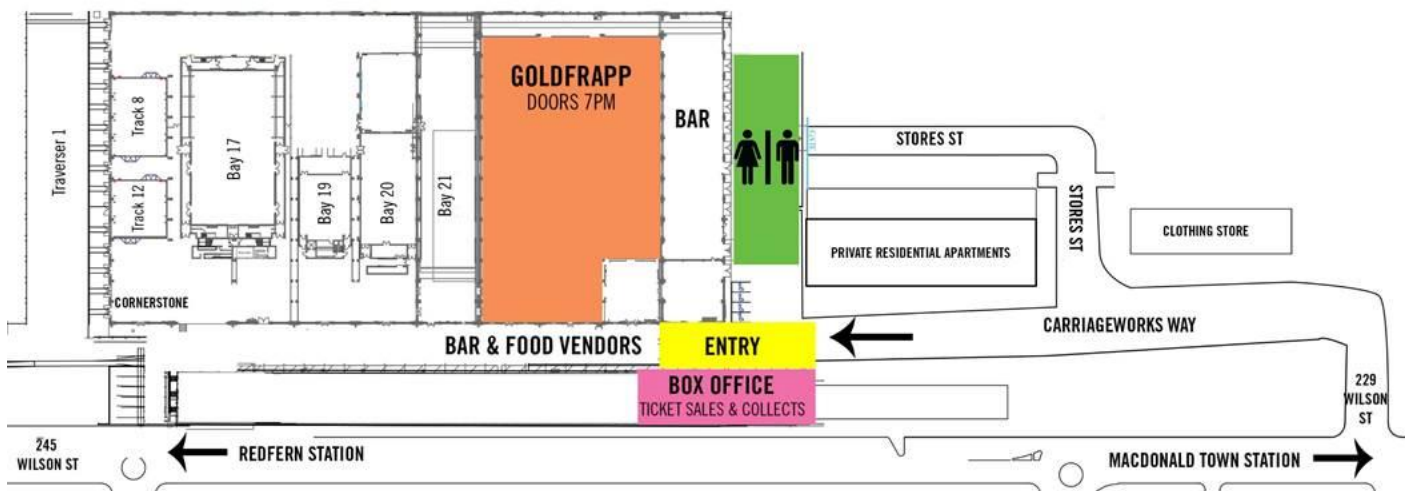 Traverser 1
Track 8
Track 12
Bay 17
Bay 19
Bay 20
Bay 21
GOLDFRAPP
DOORS 7PM
BAR
STORES ST
STORES ST
PRIVATE RESIDENTIAL APARTMENTS
CLOTHING STORE
CORNERSTONE
BAR & FOOD VENDORS
ENTRY
CARRIAGEWORKS WAY
BOX OFFICE
TICKET SALES & COLLECTS
229
WILSON
ST
245
WILSON ST
REDFERN STATION
MACDONALD TOWN STATION